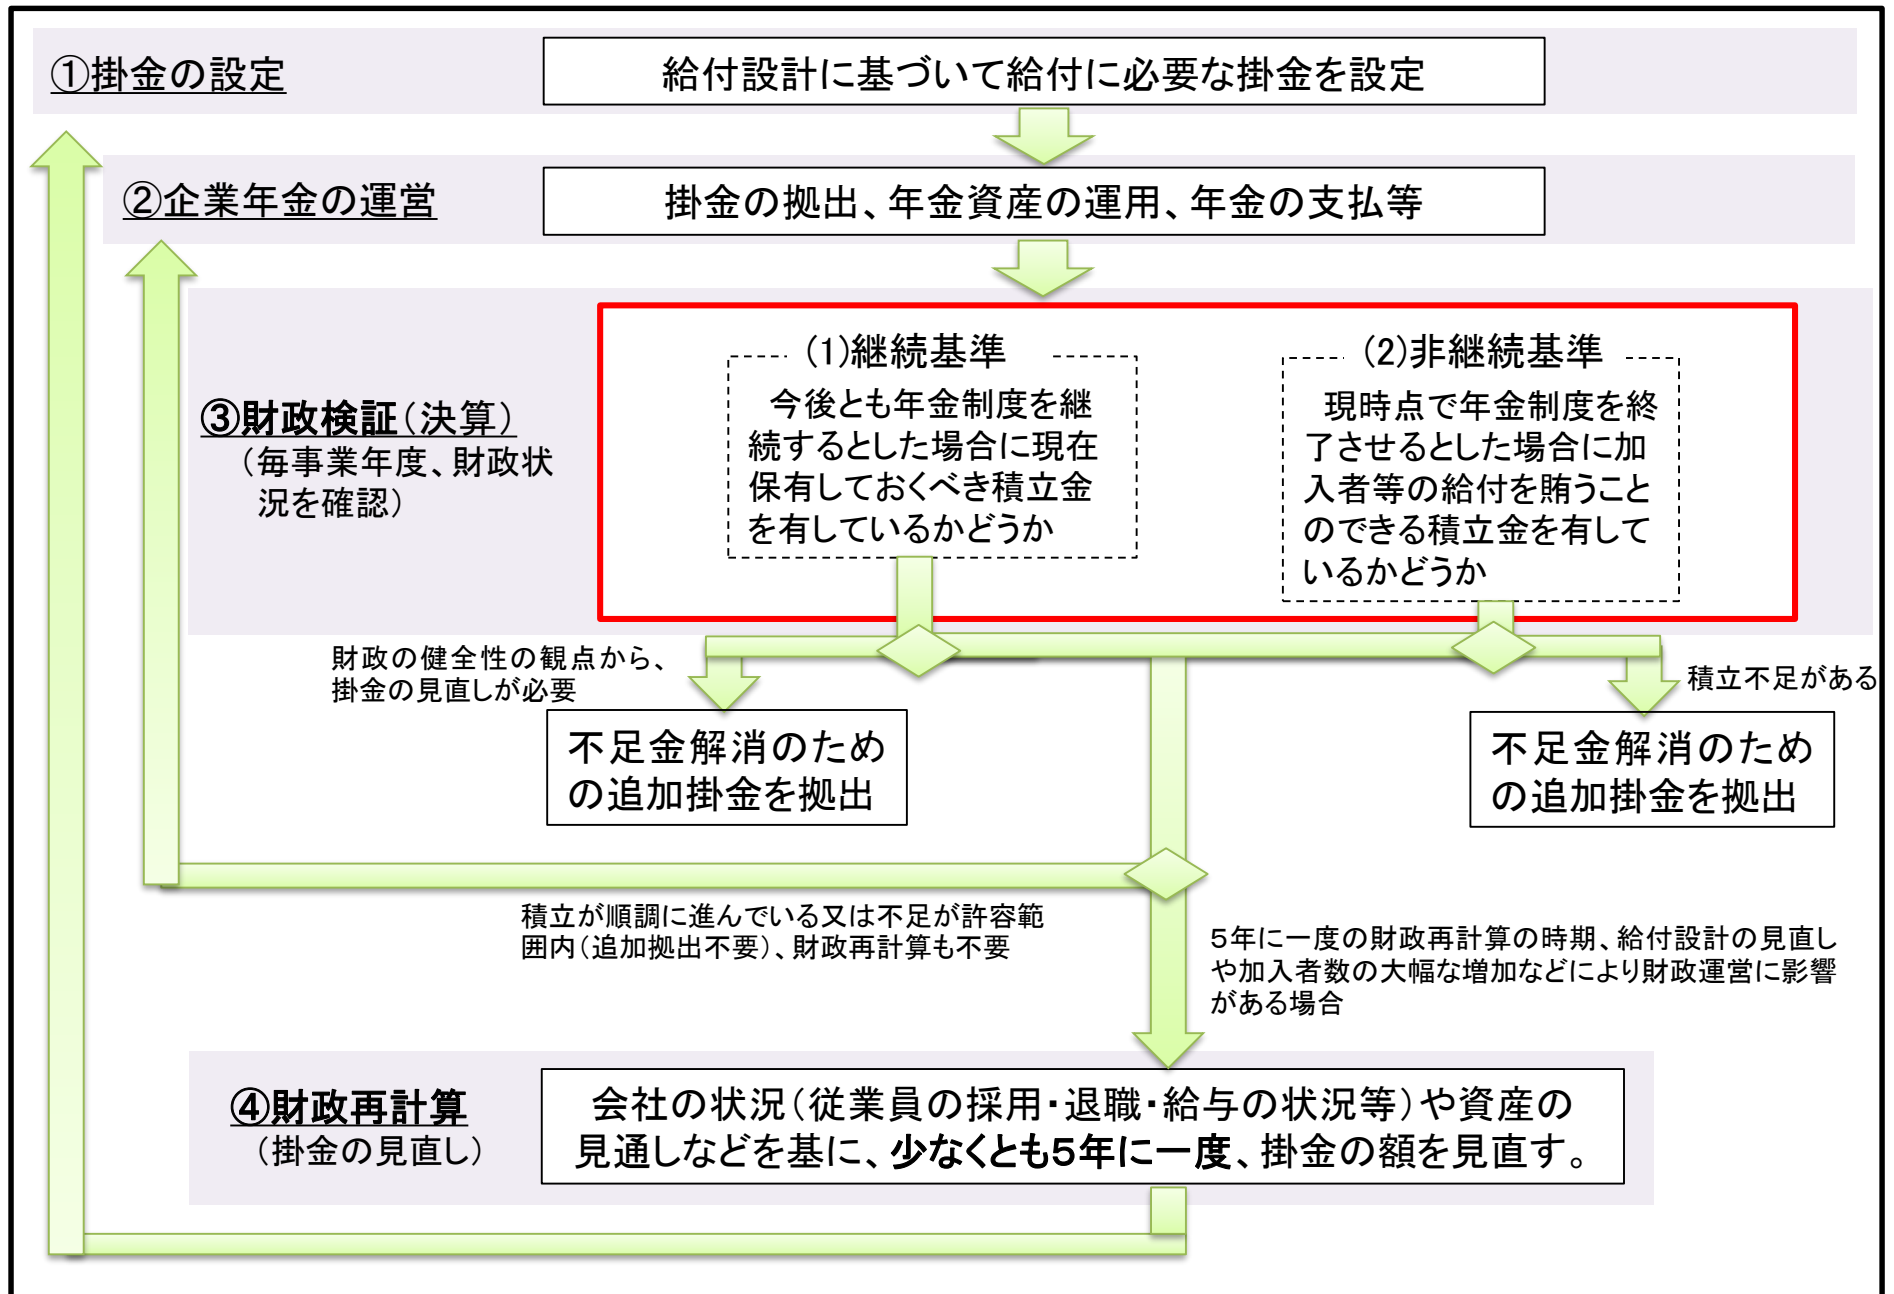 ①掛金の設定
給付設計に基づいて給付に必要な掛金を設定
②企業年金の運営
掛金の拠出、年金資産の運用、年金の支払等
③財政検証（決算）
（毎事業年度、財政状
況を確認）
(1)継続基準
今後とも年金制度を継
続するとした場合に現在
保有しておくべき積立金
を有しているかどうか
(2)非継続基準
現時点で年金制度を終
了させるとした場合に加
入者等の給付を賄うこと
のできる積立金を有して
いるかどうか
財政の健全性の観点から、
掛金の見直しが必要
積立不足がある
不足金解消のため
の追加掛金を拠出
不足金解消のため
の追加掛金を拠出
積立が順調に進んでいる又は不足が許容範
囲内（追加拠出不要）、財政再計算も不要
５年に一度の財政再計算の時期、給付設計の見直し
や加入者数の大幅な増加などにより財政運営に影響
がある場合
④財政再計算
（掛金の見直し）
会社の状況（従業員の採用・退職・給与の状況等）や資産の
見通しなどを基に、少なくとも５年に一度、掛金の額を見直す。